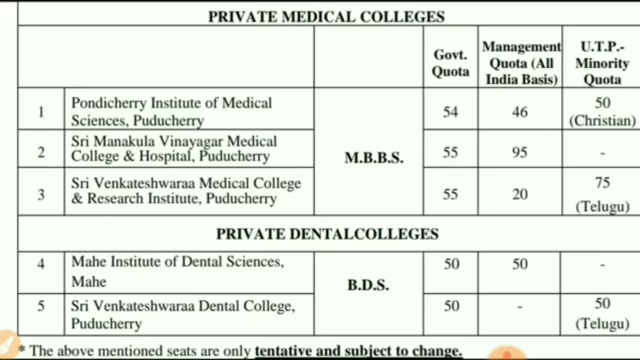 PRIVATE MEDICAL COLLEGES
Govt. Quota Management Quota (All India Basis) U.T.P.- Minority Quota
1 Pondicherry Institute of Medical Sciences, Puducherry M.B.B.S. 54 46 50 (Christian)
2 Sri Manakula Vinayagar Medical College & Hospital, Puducherry 55 95 -
3 Sri Venkateshwaraa Medical College & Research Institute, Puducherry 55 20 75 (Telugu)
PRIVATE DENTALCOLLEGES
4 Mahe Institute of Dental Sciences, Mahe B.D.S. 50 50 -
5 Sri Venkateshwaraa Dental College, Puducherry 50 - 50 (Telugu)
* The above mentioned seats are only tentative and subject to change.